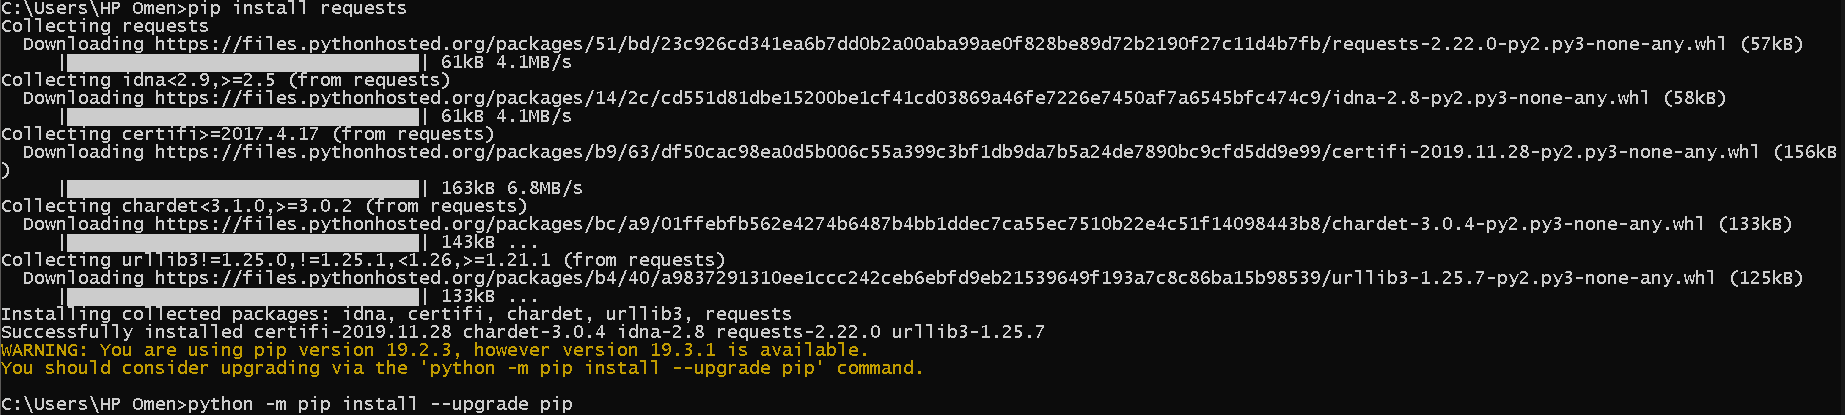 C:\Users\HP Omen>pip install requests
Collecting requests
  Downloading https://files.pythonhosted.org/packages/51/bd/23c926cd341ea6b7dd0b2a00aba99ae0f828be89d72b2190f27c11d4b7fb/requests-2.22.0-py2.py3-none-any.whl (57kB)
     |████████████████████████████████| 61kB 4.1MB/s
Collecting idna<2.9,>=2.5 (from requests)
  Downloading https://files.pythonhosted.org/packages/14/2c/cd551d81dbe15200be1cf41cd03869a46fe7226e7450af7a6545bfc474c9/idna-2.8-py2.py3-none-any.whl (58kB)
     |████████████████████████████████| 61kB 4.1MB/s
Collecting certifi>=2017.4.17 (from requests)
  Downloading https://files.pythonhosted.org/packages/b9/63/df50cac98ea0d5b006c55a399c3bf1db9da7b5a24de7890bc9cfd5dd9e99/certifi-2019.11.28-py2.py3-none-any.whl (156kB
)
     |████████████████████████████████| 163kB 6.8MB/s
Collecting chardet<3.1.0,>=3.0.2 (from requests)
  Downloading https://files.pythonhosted.org/packages/bc/a9/01ffebfb562e4274b6487b4bb1ddec7ca55ec7510b22e4c51f14098443b8/chardet-3.0.4-py2.py3-none-any.whl (133kB)
     |████████████████████████████████| 143kB ...
Collecting urllib3!=1.25.0,!=1.25.1,<1.26,>=1.21.1 (from requests)
  Downloading https://files.pythonhosted.org/packages/b4/40/a9837291310ee1ccc242ceb6ebfd9eb21539649f193a7c8c86ba15b98539/urllib3-1.25.7-py2.py3-none-any.whl (125kB)
     |████████████████████████████████| 133kB ...
Installing collected packages: idna, certifi, chardet, urllib3, requests
Successfully installed certifi-2019.11.28 chardet-3.0.4 idna-2.8 requests-2.22.0 urllib3-1.25.7
WARNING: You are using pip version 19.2.3, however version 19.3.1 is available.
You should consider upgrading via the 'python -m pip install --upgrade pip' command.
C:\Users\HP Omen>python -m pip install --upgrade pip